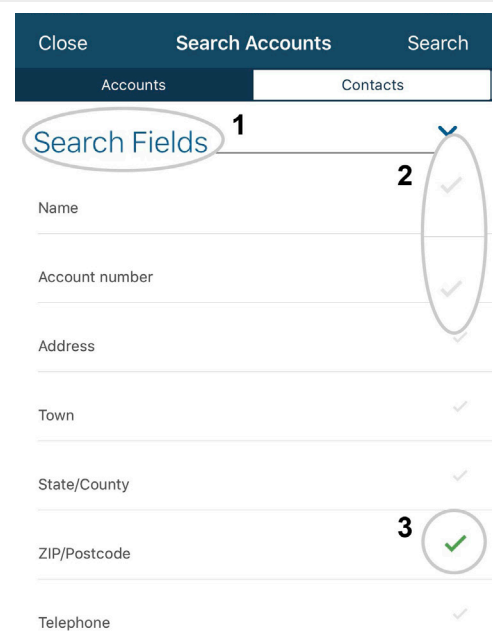 Close Search Accounts Search
Accounts Contacts
Search Fields 1
2
Name
Account number
Address
Town
State/County
3
ZIP/Postcode
Telephone